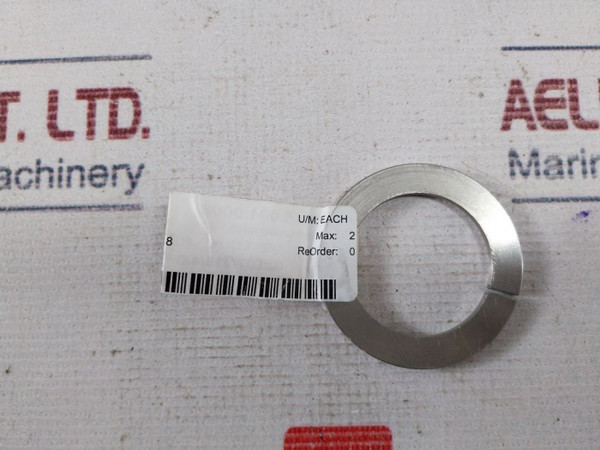 T. LTD.
achinery
AEL
Marin
U/M: EACH
8
Max: 2
ReOrder: 0